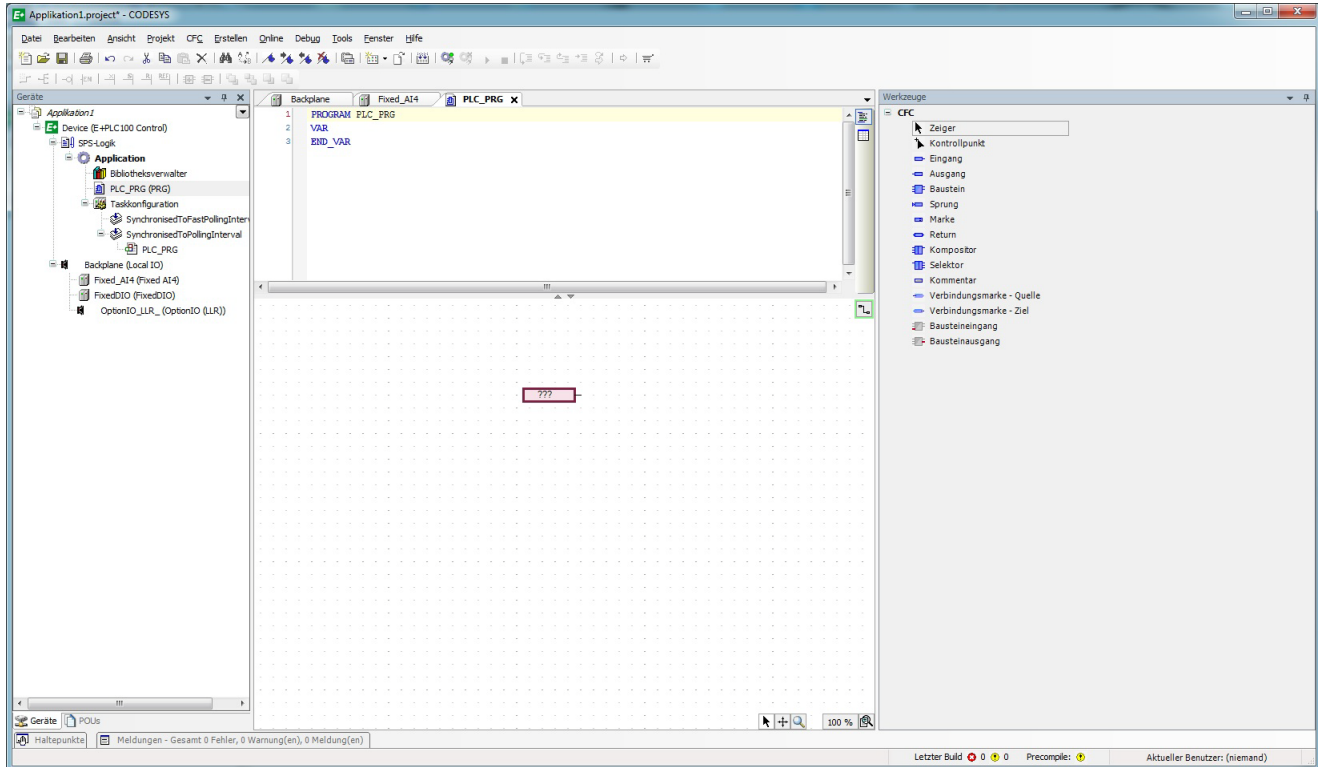 Applikation1.project* - CODESYS
Datei Bearbeiten Ansicht Projekt CFC Erstellen Online Debug Tools Fenster Hilfe
Geräte
Applikation1
Device (E+PLC100 Control)
SPS-Logik
Application
Bibliotheksverwalter
PLC_PRG (PRG)
Taskkonfiguration
SynchronisedToFastPollingInterv
SynchronisedToPollingInterval
PLC_PRG
Backplane (Local IO)
Fixed_AI4 (Fixed AI4)
FixedDIO (FixedDIO)
OptionIO_LLR_ (OptionIO (LLR))
Geräte POUs
Backplane Fixed_AI4 PLC_PRG X
1 PROGRAM PLC_PRG
2 VAR
3 END_VAR
???
100 %
Werkzeuge
CFC
Zeiger
Kontrollpunkt
Eingang
Ausgang
Baustein
Sprung
Marke
Return
Kompositor
Selektor
Kommentar
Verbindungsmarke - Quelle
Verbindungsmarke - Ziel
Bausteineingang
Bausteinausgang
Haltepunkte Meldungen - Gesamt 0 Fehler, 0 Warnung(en), 0 Meldung(en)
Letzter Build 0 0 Precompile: Aktueller Benutzer: (niemand)